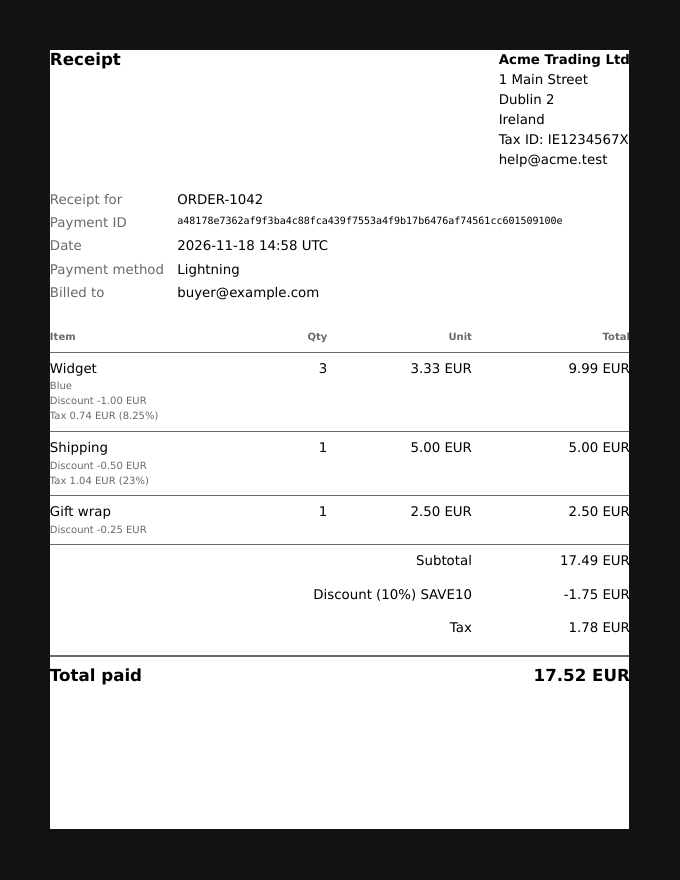 Receipt
Acme Trading Ltd
1 Main Street
Dublin 2
Ireland
Tax ID: IE1234567X
help@acme.test
Receipt for ORDER-1042
Payment ID a48178e7362af9f3ba4c88fca439f7553a4f9b17b6476af74561cc601509100e
Date 2026-11-18 14:58 UTC
Payment method Lightning
Billed to buyer@example.com
Item Qty Unit Total
Widget 3 3.33 EUR 9.99 EUR
Blue
Discount -1.00 EUR
Tax 0.74 EUR (8.25%)
Shipping 1 5.00 EUR 5.00 EUR
Discount -0.50 EUR
Tax 1.04 EUR (23%)
Gift wrap 1 2.50 EUR 2.50 EUR
Discount -0.25 EUR
Subtotal 17.49 EUR
Discount (10%) SAVE10 -1.75 EUR
Tax 1.78 EUR
Total paid 17.52 EUR